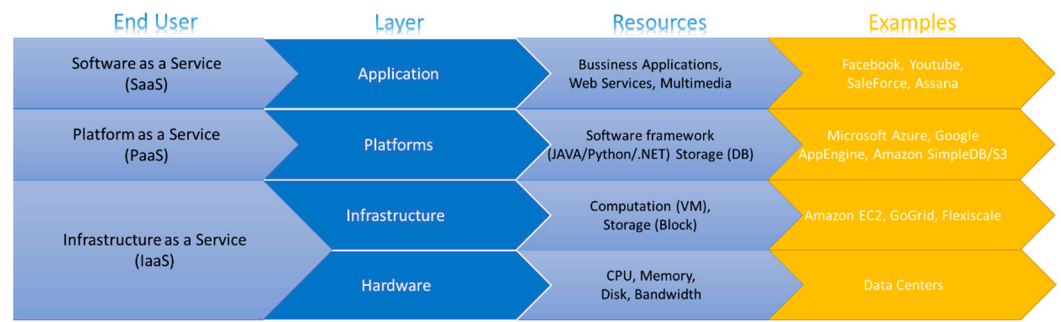 End User
Layer
Resources
Examples
Software as a Service
(SaaS)
Application
Bussiness Applications,
Web Services, Multimedia
Facebook, Youtube,
SaleForce, Assana
Platform as a Service
(PaaS)
Platforms
Software framework
(JAVA/Python/.NET) Storage (DB)
Microsoft Azure, Google
AppEngine, Amazon SimpleDB/S3
Infrastructure as a Service
(IaaS)
Infrastructure
Computation (VM),
Storage (Block)
Amazon EC2, GoGrid, Flexiscale
Hardware
CPU, Memory,
Disk, Bandwidth
Data Centers